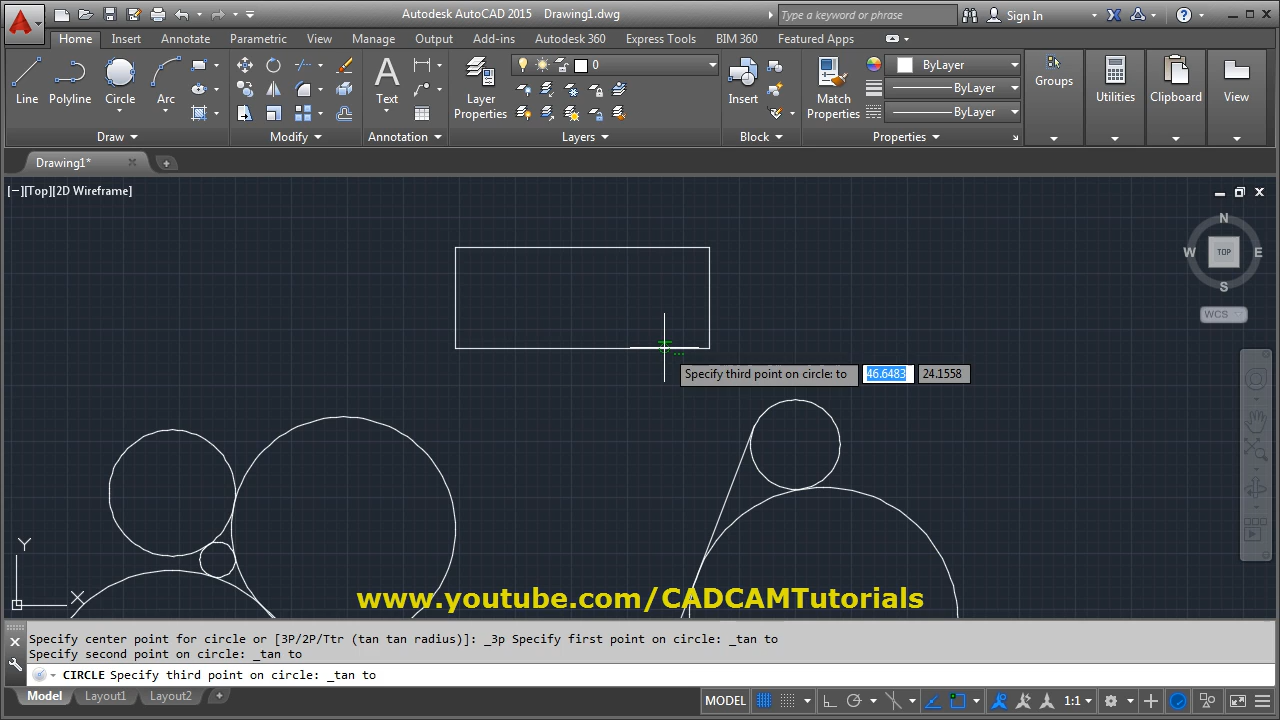 Autodesk AutoCAD 2015 Drawing1.dwg
Type a keyword or phrase
Sign In
Home Insert Annotate Parametric View Manage Output Add-ins Autodesk 360 Express Tools BIM 360 Featured Apps
Line Polyline Circle Arc
Text
Layer Properties
0
Insert
Match Properties
ByLayer
ByLayer
ByLayer
Groups
Utilities
Clipboard
View
Draw Modify Annotation Layers Block Properties
Drawing1*
[−][Top][2D Wireframe]
N
W TOP E
S
WCS
Specify third point on circle: to 46.6483 24.1558
Y
X
www.youtube.com/CADCAMTutorials
Specify center point for circle or [3P/2P/Ttr (tan tan radius)]: _3p Specify first point on circle: _tan to
Specify second point on circle: _tan to
CIRCLE Specify third point on circle: _tan to
Model Layout1 Layout2
MODEL
1:1